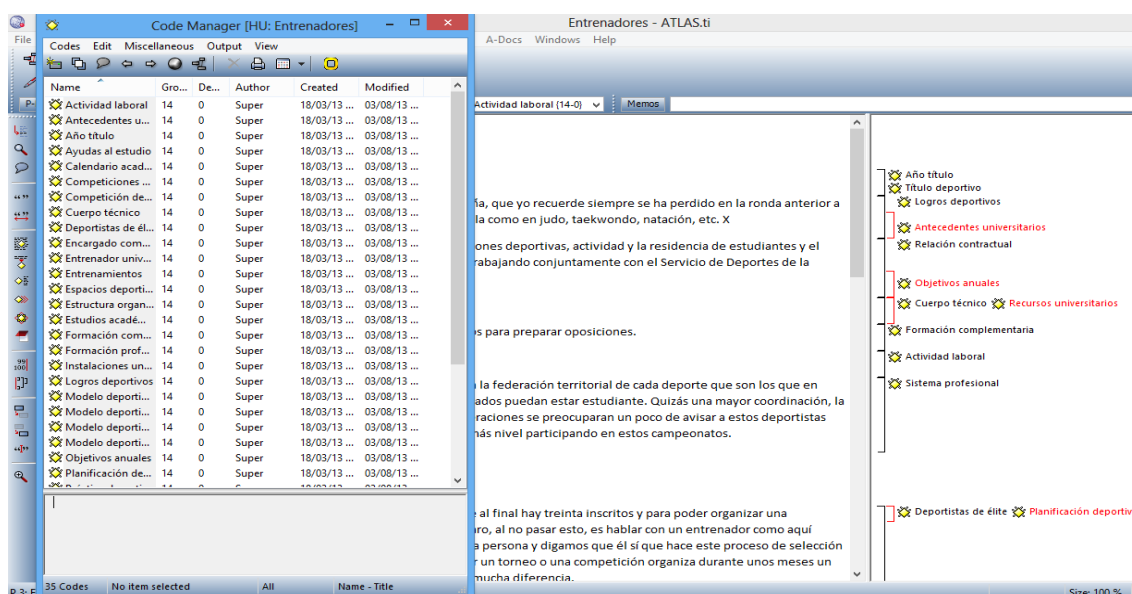 Code Manager [HU: Entrenadores]
Entrenadores - ATLAS.ti
File
Codes Edit Miscellaneous Output View
A-Docs Windows Help
Name Gro... De... Author Created Modified
P-
Actividad laboral {14-0} Memos
Actividad laboral 14 0 Super 18/03/13 ... 03/08/13 ...
Antecedentes u... 14 0 Super 18/03/13 ... 03/08/13 ...
Año título 14 0 Super 18/03/13 ... 03/08/13 ...
Ayudas al estudio 14 0 Super 18/03/13 ... 03/08/13 ...
Calendario acad... 14 0 Super 18/03/13 ... 03/08/13 ...
Competiciones ... 14 0 Super 18/03/13 ... 03/08/13 ...
Competición de... 14 0 Super 18/03/13 ... 03/08/13 ...
Cuerpo técnico 14 0 Super 18/03/13 ... 03/08/13 ...
Deportistas de él... 14 0 Super 18/03/13 ... 03/08/13 ...
Encargado com... 14 0 Super 18/03/13 ... 03/08/13 ...
Entrenador univ... 14 0 Super 18/03/13 ... 03/08/13 ...
Entrenamientos 14 0 Super 18/03/13 ... 03/08/13 ...
Espacios deporti... 14 0 Super 18/03/13 ... 03/08/13 ...
Estructura organ... 14 0 Super 18/03/13 ... 03/08/13 ...
Estudios acadé... 14 0 Super 18/03/13 ... 03/08/13 ...
Formación com... 14 0 Super 18/03/13 ... 03/08/13 ...
Formación prof... 14 0 Super 18/03/13 ... 03/08/13 ...
Instalaciones un... 14 0 Super 18/03/13 ... 03/08/13 ...
Logros deportivos 14 0 Super 18/03/13 ... 03/08/13 ...
Modelo deporti... 14 0 Super 18/03/13 ... 03/08/13 ...
Modelo deporti... 14 0 Super 18/03/13 ... 03/08/13 ...
Modelo deporti... 14 0 Super 18/03/13 ... 03/08/13 ...
Modelo deporti... 14 0 Super 18/03/13 ... 03/08/13 ...
Objetivos anuales 14 0 Super 18/03/13 ... 03/08/13 ...
Planificación de... 14 0 Super 18/03/13 ... 03/08/13 ...
35 Codes No item selected All Name - Title
ña, que yo recuerde siempre se ha perdido en la ronda anterior a
la como en judo, taekwondo, natación, etc. X
ones deportivas, actividad y la residencia de estudiantes y el
rabajando conjuntamente con el Servicio de Deportes de la
os para preparar oposiciones.
la federación territorial de cada deporte que son los que en
ados puedan estar estudiante. Quizás una mayor coordinación, la
raciones se preocuparan un poco de avisar a estos deportistas
más nivel participando en estos campeonatos.
al final hay treinta inscritos y para poder organizar una
ro, al no pasar esto, es hablar con un entrenador como aquí
a persona y digamos que él sí que hace este proceso de selección
r un torneo o una competición organiza durante unos meses un
mucha diferencia.
Año título
Título deportivo
Logros deportivos
Antecedentes universitarios
Relación contractual
Objetivos anuales
Cuerpo técnico Recursos universitarios
Formación complementaria
Actividad laboral
Sistema profesional
Deportistas de élite Planificación deportiv
Size: 100 %